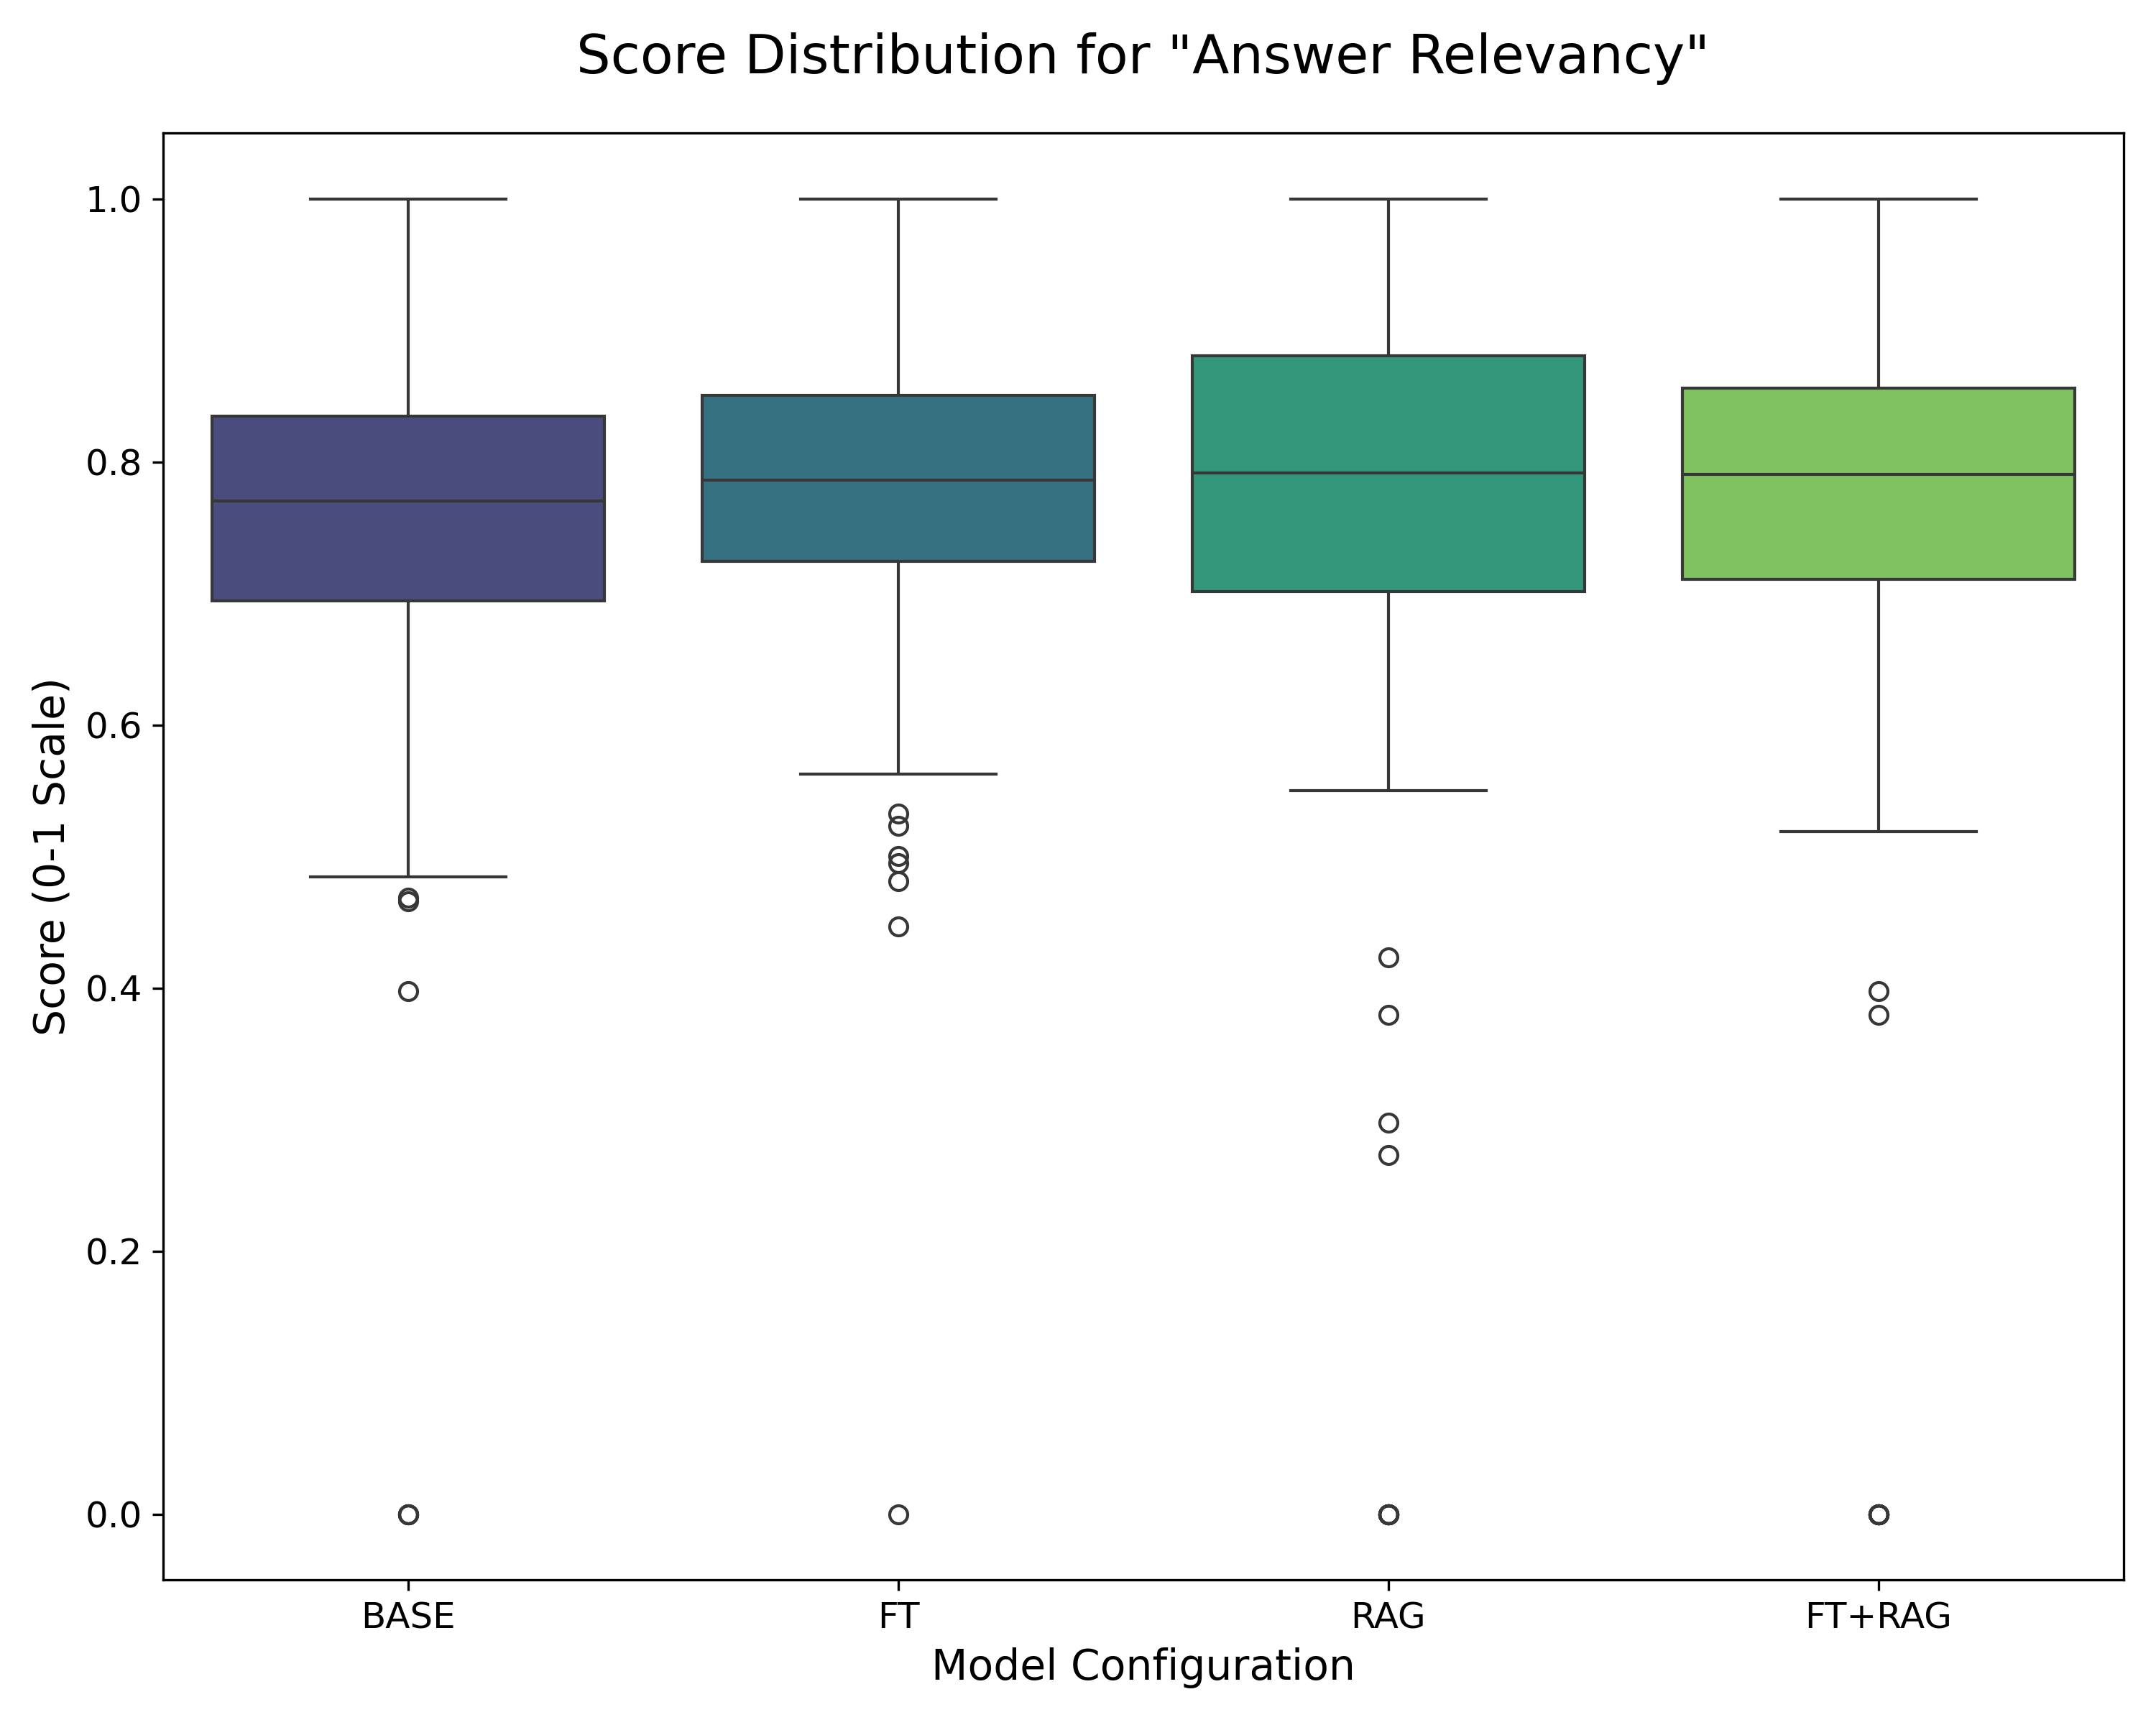 Score Distribution for "Answer Relevancy"
Score (0-1 Scale)
1.0
0.8
0.6
0.4
0.2
0.0
BASE
FT
RAG
FT+RAG
Model Configuration